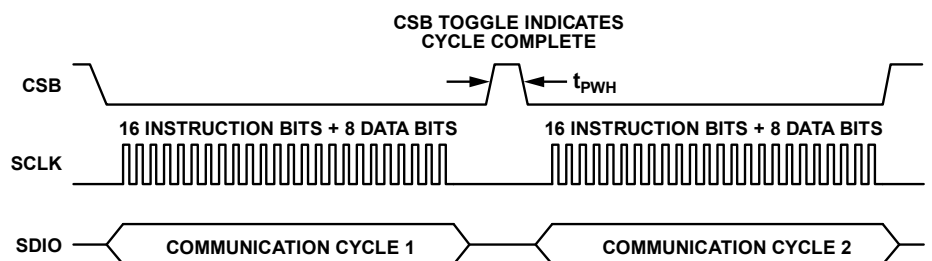 CSB TOGGLE INDICATES
CYCLE COMPLETE
CSB
tPWH
16 INSTRUCTION BITS + 8 DATA BITS
16 INSTRUCTION BITS + 8 DATA BITS
SCLK
SDIO
COMMUNICATION CYCLE 1
COMMUNICATION CYCLE 2